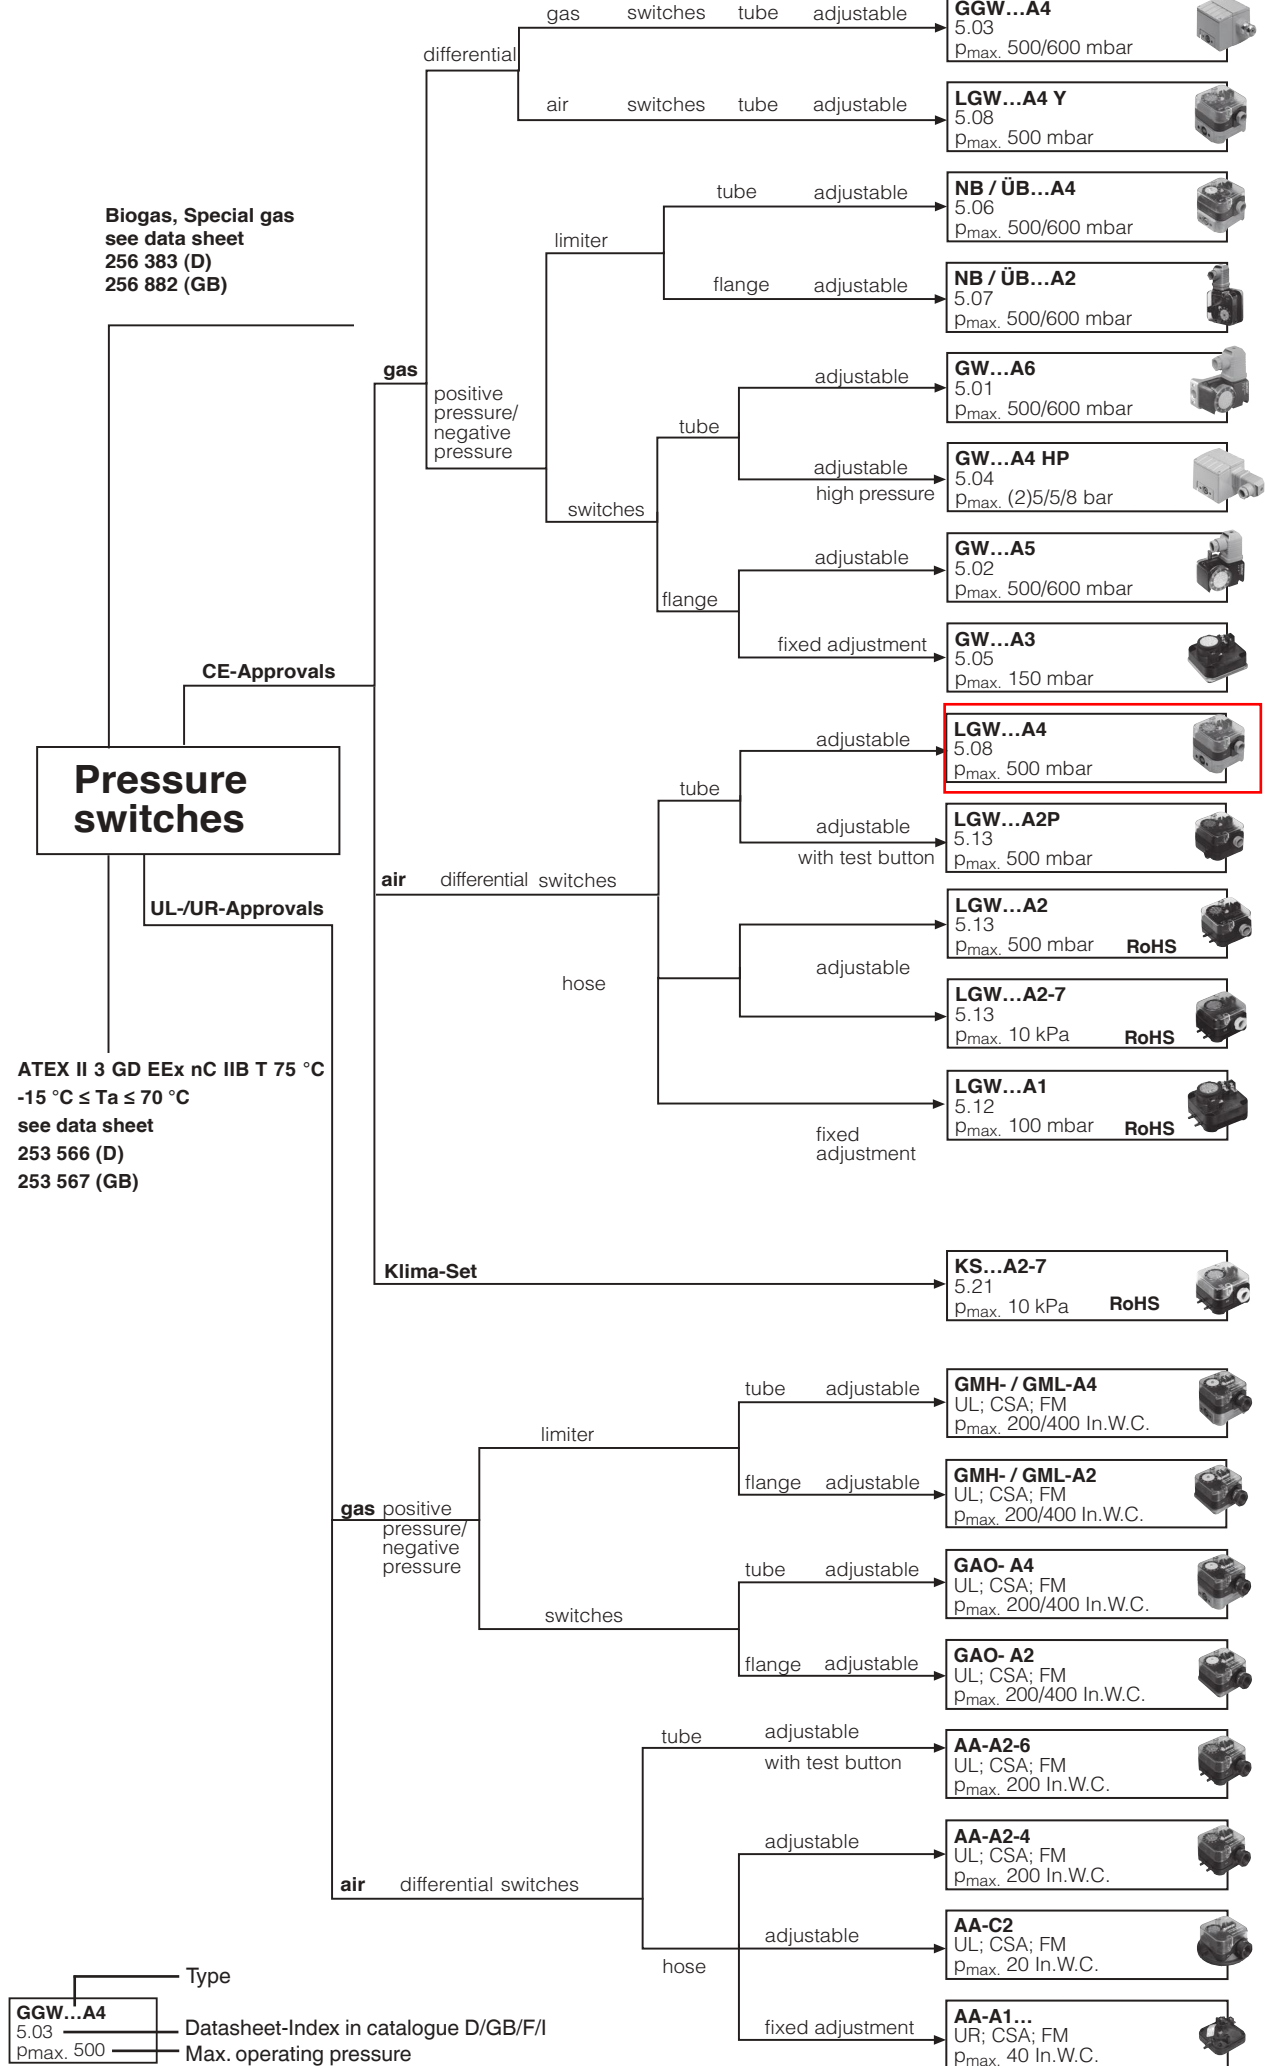 gas switches tube adjustable
GGW...A4
5.03
pmax. 500/600 mbar
differential
air switches tube adjustable
LGW...A4 Y
5.08
pmax. 500 mbar
Biogas, Special gas
see data sheet
256 383 (D)
256 882 (GB)
tube adjustable
NB / ÜB...A4
5.06
pmax. 500/600 mbar
limiter
flange adjustable
NB / ÜB...A2
5.07
pmax. 500/600 mbar
gas
positive
pressure/
negative
pressure
adjustable
GW...A6
5.01
pmax. 500/600 mbar
tube
adjustable
high pressure
GW...A4 HP
5.04
pmax. (2)5/5/8 bar
switches
adjustable
GW...A5
5.02
pmax. 500/600 mbar
flange
fixed adjustment
GW...A3
5.05
pmax. 150 mbar
CE-Approvals
Pressure
switches
adjustable
LGW...A4
5.08
pmax. 500 mbar
tube
adjustable
with test button
LGW...A2P
5.13
pmax. 500 mbar
air differential switches
UL-/UR-Approvals
LGW...A2
5.13
pmax. 500 mbar RoHS
hose
adjustable
LGW...A2-7
5.13
pmax. 10 kPa RoHS
ATEX II 3 GD EEx nC IIB T 75 °C
-15 °C ≤ Ta ≤ 70 °C
see data sheet
253 566 (D)
253 567 (GB)
LGW...A1
5.12
pmax. 100 mbar RoHS
fixed
adjustment
Klima-Set
KS...A2-7
5.21
pmax. 10 kPa RoHS
tube adjustable
GMH- / GML-A4
UL; CSA; FM
pmax. 200/400 In.W.C.
limiter
flange adjustable
GMH- / GML-A2
UL; CSA; FM
pmax. 200/400 In.W.C.
gas positive
pressure/
negative
pressure
tube adjustable
GAO- A4
UL; CSA; FM
pmax. 200/400 In.W.C.
switches
flange adjustable
GAO- A2
UL; CSA; FM
pmax. 200/400 In.W.C.
tube adjustable
with test button
AA-A2-6
UL; CSA; FM
pmax. 200 In.W.C.
adjustable
AA-A2-4
UL; CSA; FM
pmax. 200 In.W.C.
air differential switches
adjustable
AA-C2
UL; CSA; FM
pmax. 20 In.W.C.
hose
fixed adjustment
AA-A1...
UR; CSA; FM
pmax. 40 In.W.C.
Type
GGW...A4
5.03
Datasheet-Index in catalogue D/GB/F/I
pmax. 500
Max. operating pressure